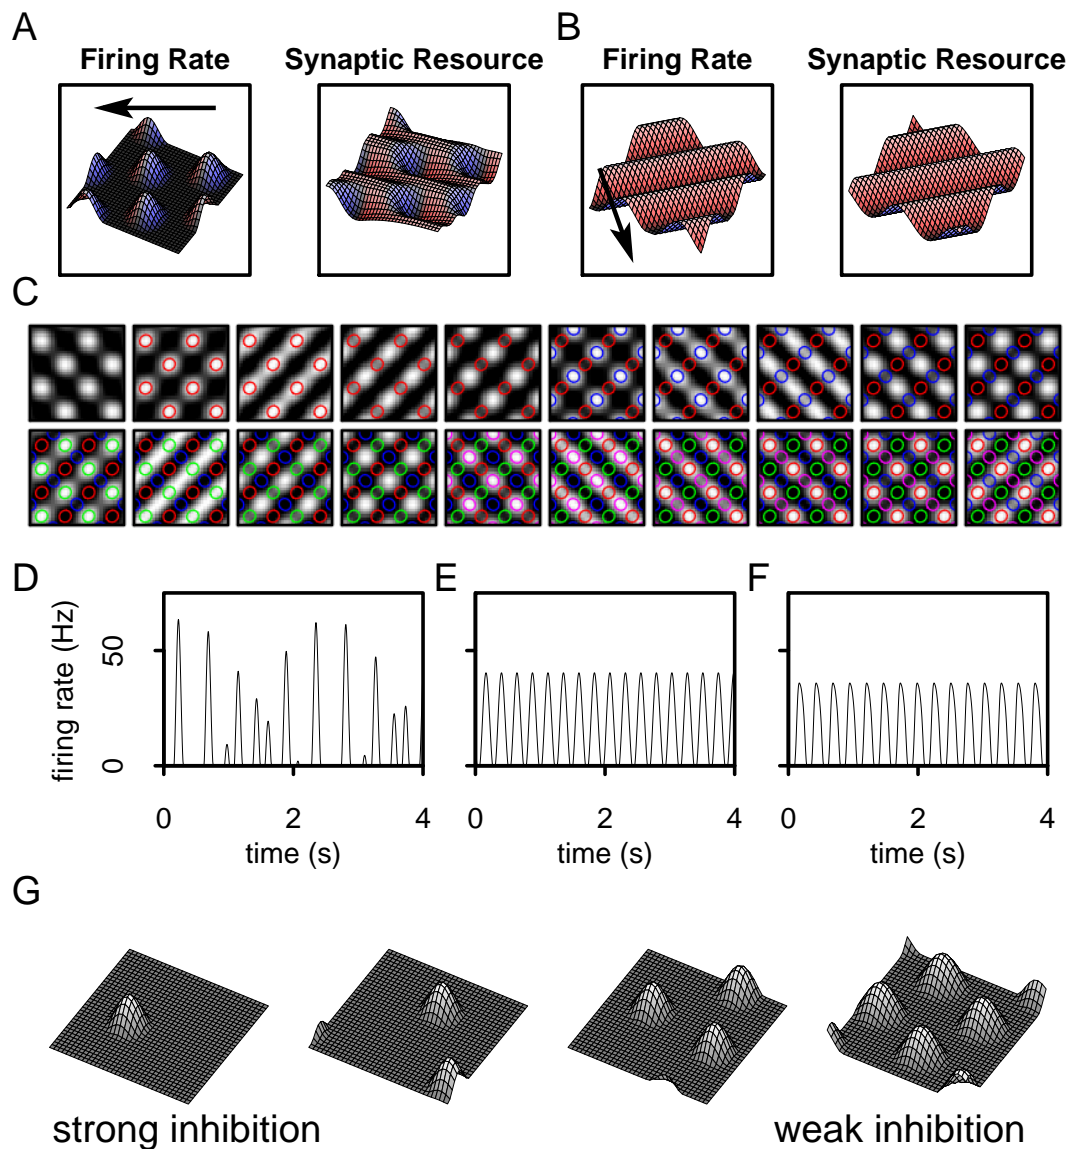 A
B
Firing Rate
Synaptic Resource
Firing Rate
Synaptic Resource
C
D
E
F
firing rate (Hz)
50
0
0
2
4
0
2
4
0
2
4
time (s)
time (s)
time (s)
G
strong inhibition
weak inhibition